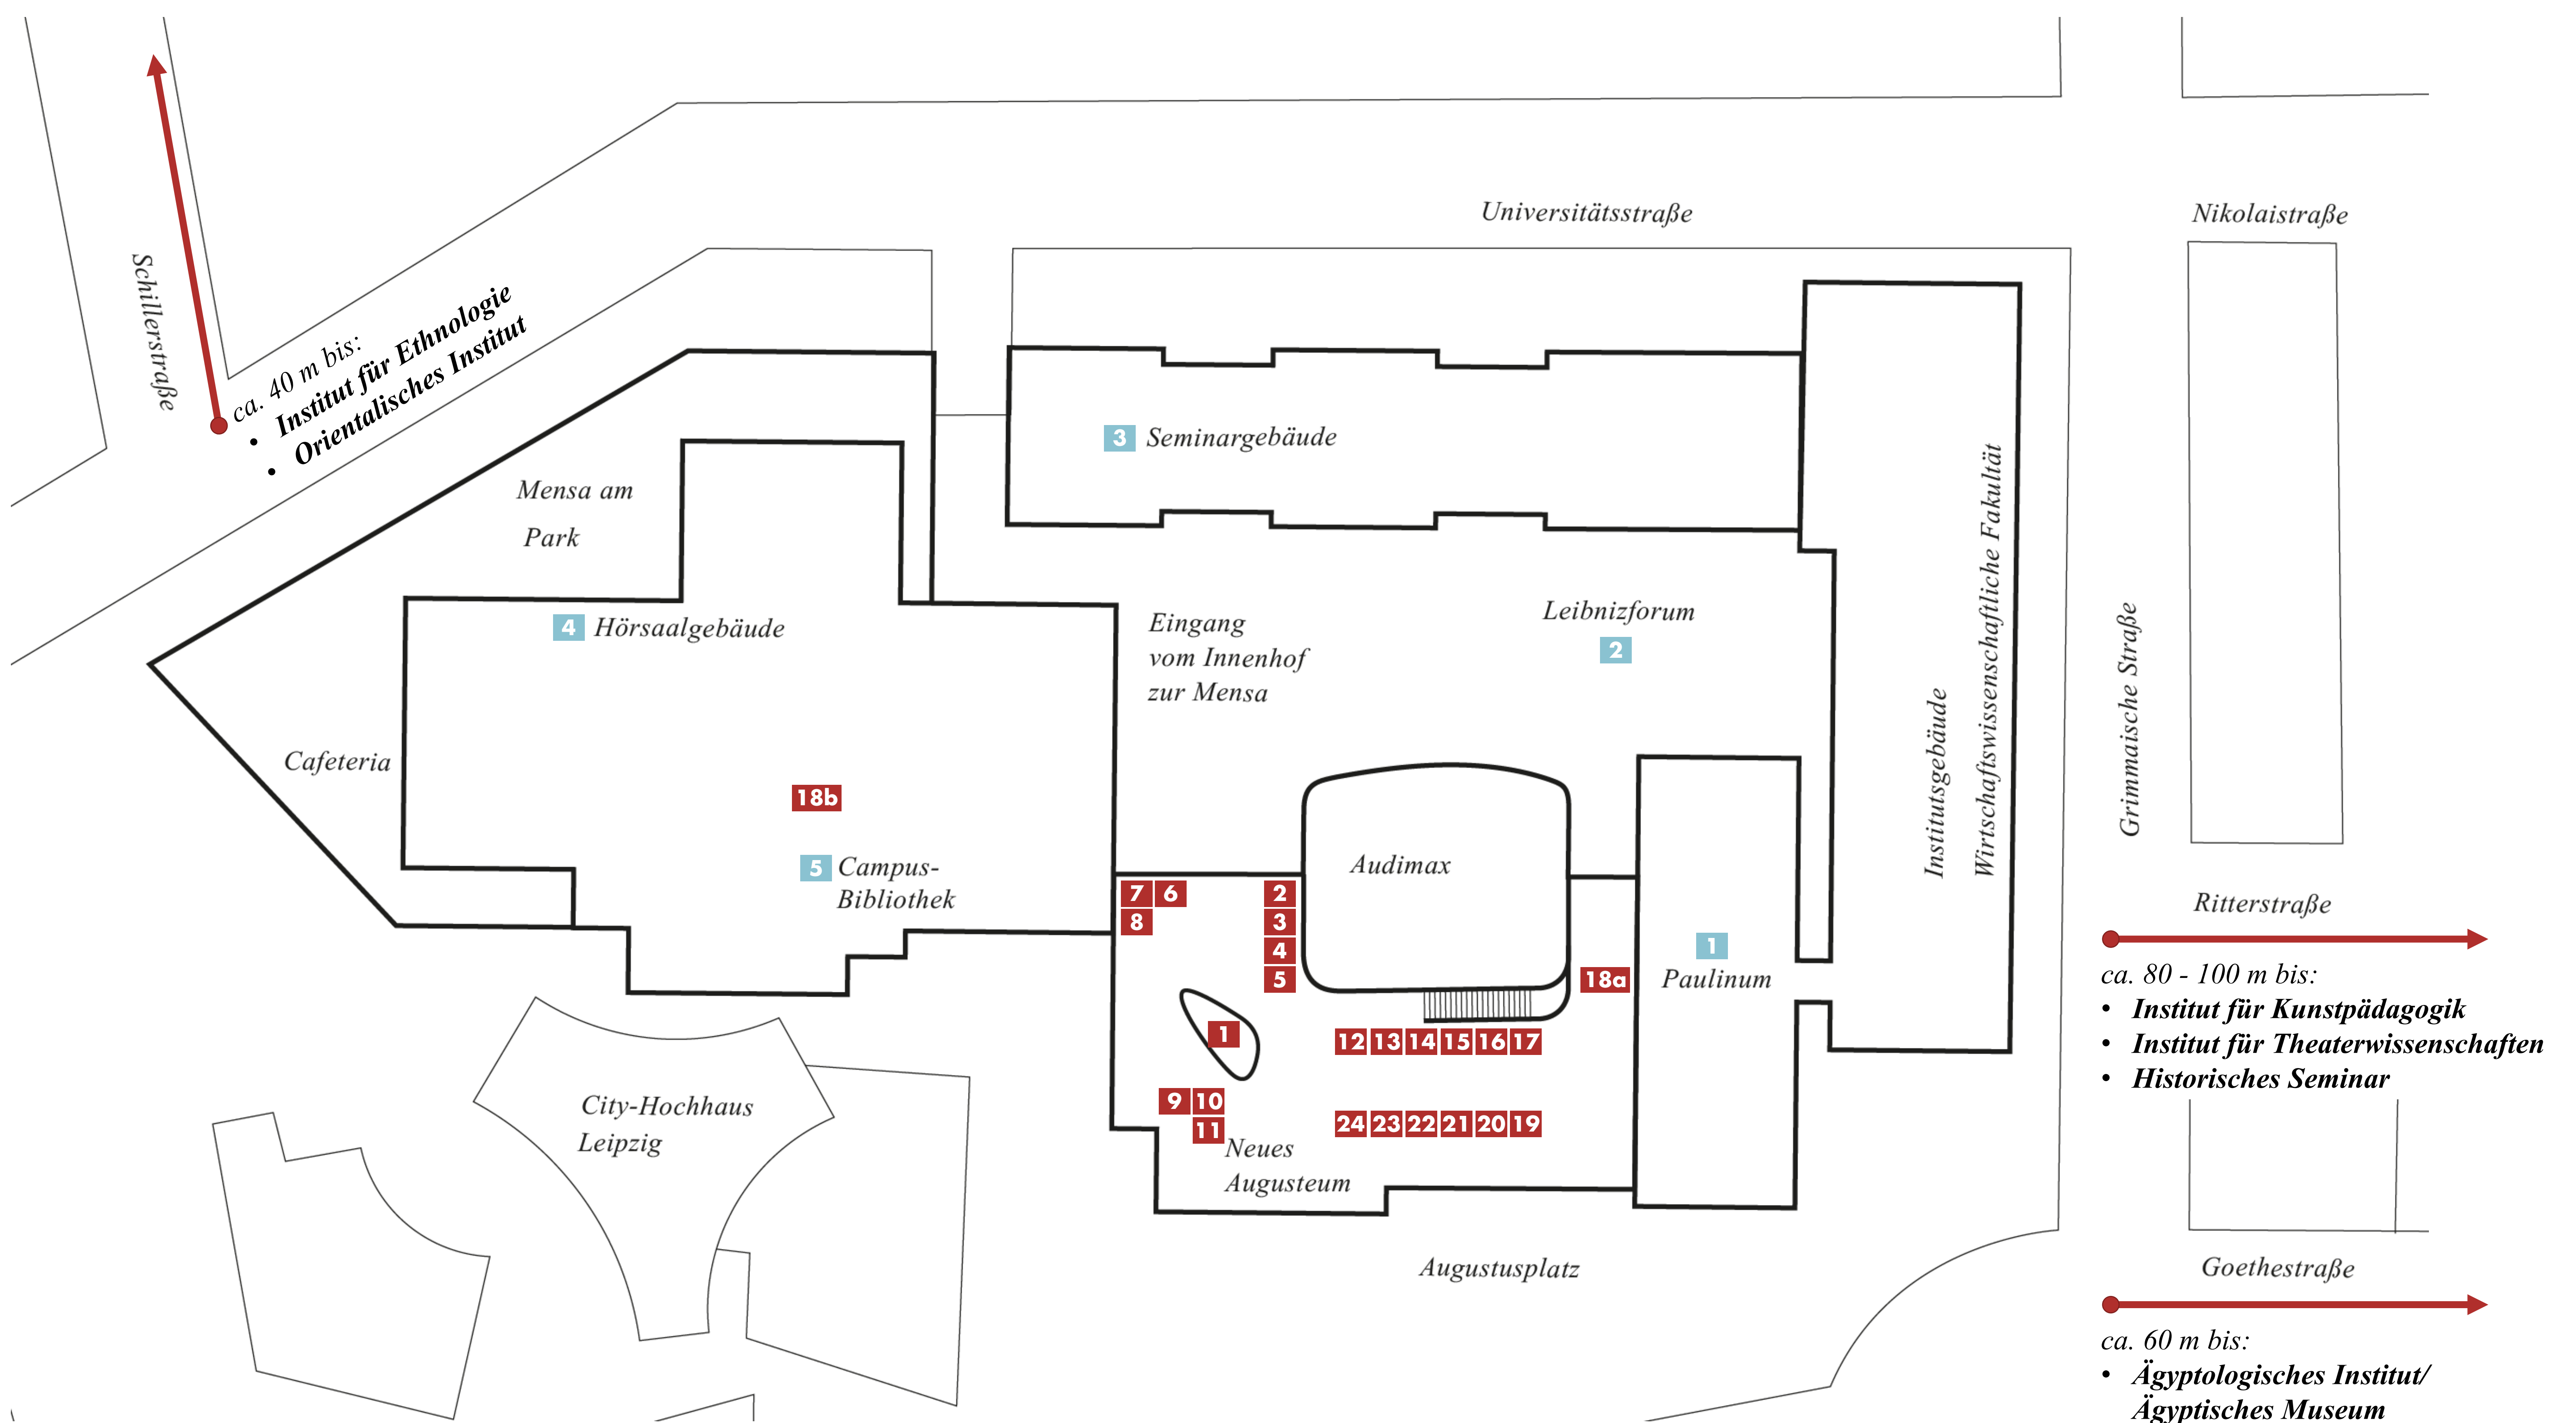 Universitätsstraße
Nikolaistraße
Schillerstraße
ca. 40 m bis:
• Institut für Ethnologie
• Orientalisches Institut
3 Seminargebäude
Mensa am
Park
4 Hörsaalgebäude
Eingang
vom Innenhof
zur Mensa
Leibnizforum
2
Institutsgebäude
Wirtschaftswissenschaftliche Fakultät
Grimmaische Straße
Cafeteria
18b
5 Campus-
Bibliothek
Audimax
7 6
8
2
3
4
5
1
Paulinum
18a
1
12 13 14 15 16 17
9 10
11
24 23 22 21 20 19
Neues
Augusteum
City-Hochhaus
Leipzig
Augustusplatz
Ritterstraße
ca. 80 - 100 m bis:
• Institut für Kunstpädagogik
• Institut für Theaterwissenschaften
• Historisches Seminar
Goethestraße
ca. 60 m bis:
• Ägyptologisches Institut/
Ägyptisches Museum